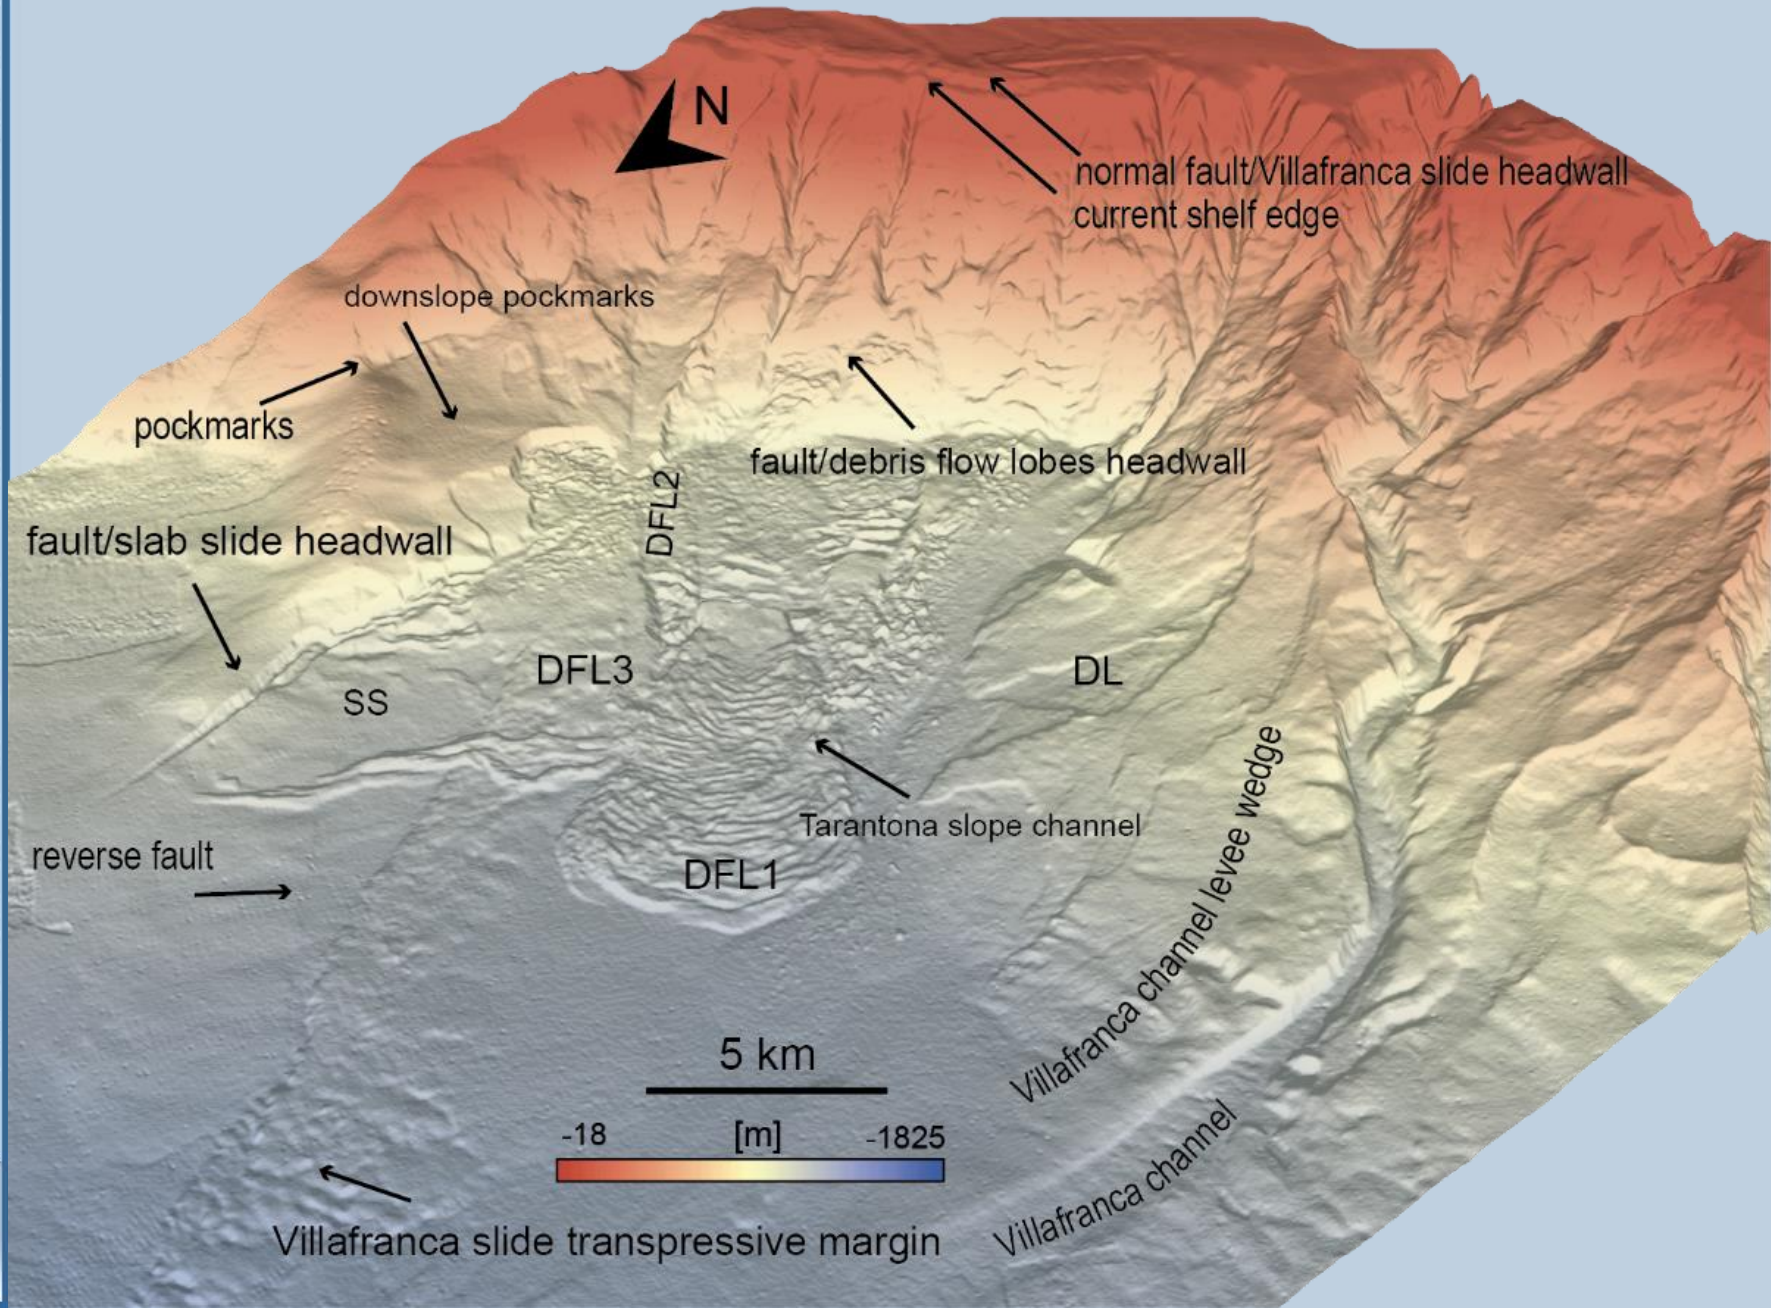 N
normal fault/Villafranca slide headwall
current shelf edge
downslope pockmarks
pockmarks
fault/debris flow lobes headwall
DFL2
fault/slab slide headwall
DFL3
DL
SS
Villafranca channel levee wedge
Tarantona slope channel
reverse fault
DFL1
5 km
-18 [m] -1825
Villafranca channel
Villafranca slide transpressive margin